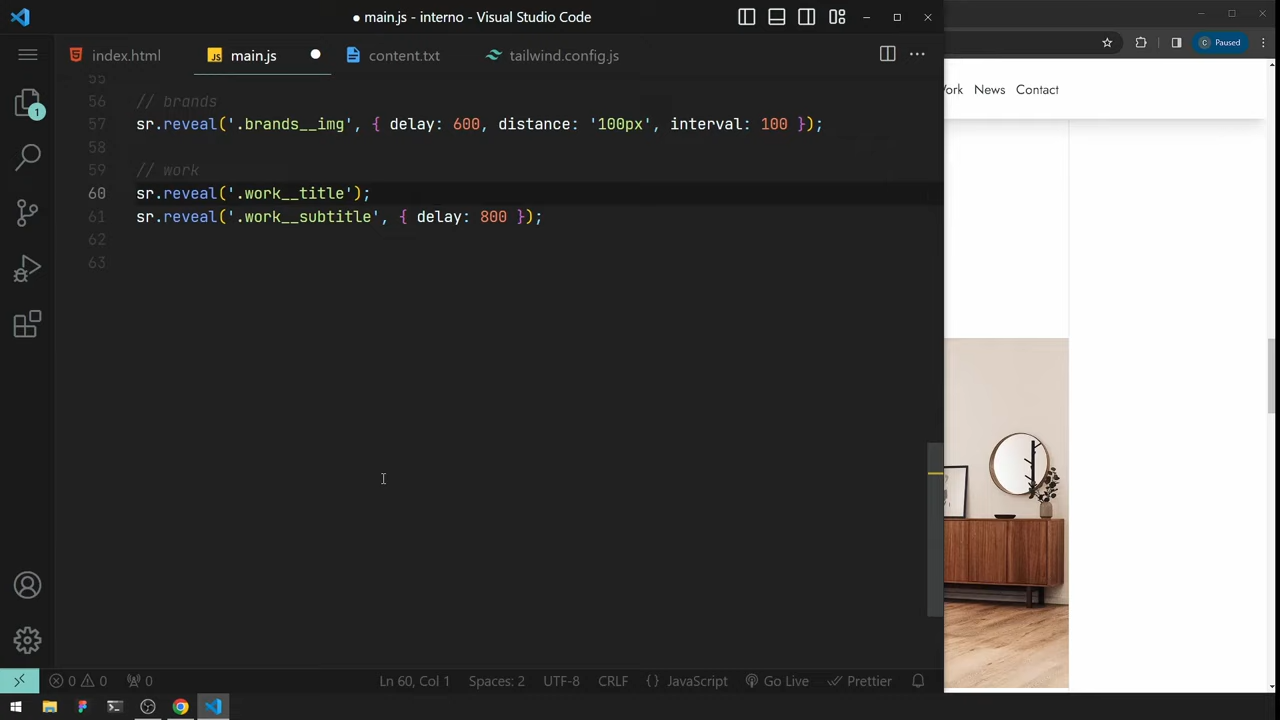 main.js - interno - Visual Studio Code
index.html
main.js
content.txt
tailwind.config.js
Paused
News
Contact
56 // brands
57 sr.reveal('.brands__img', { delay: 600, distance: '100px', interval: 100 });
58
59 // work
60 sr.reveal('.work__title');
61 sr.reveal('.work__subtitle', { delay: 800 });
62
63
1
0 0 0
Ln 60, Col 1
Spaces: 2
UTF-8
CRLF
{} JavaScript
Go Live
Prettier